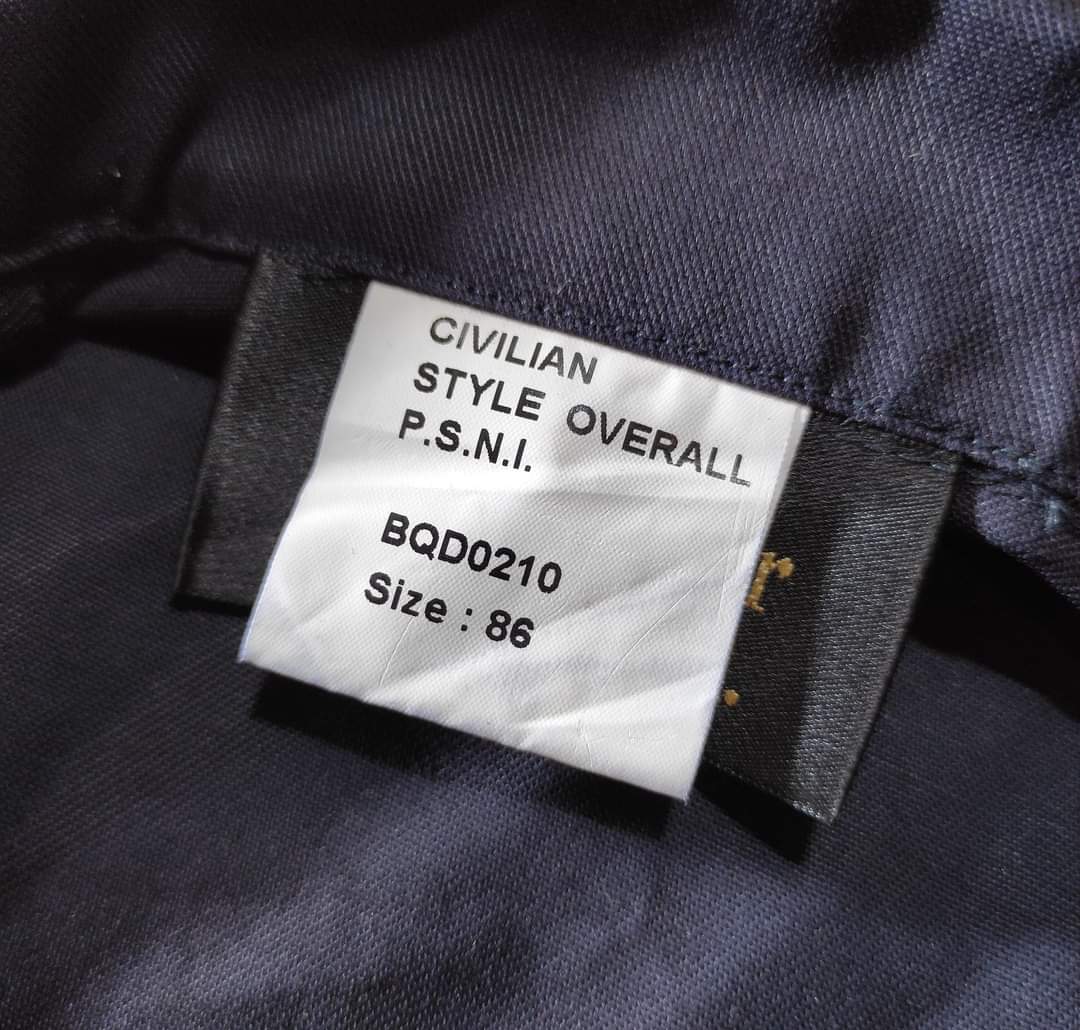 CIVILIAN
STYLE OVERALL
P.S.N.I.
BQD0210
Size : 86
r
.